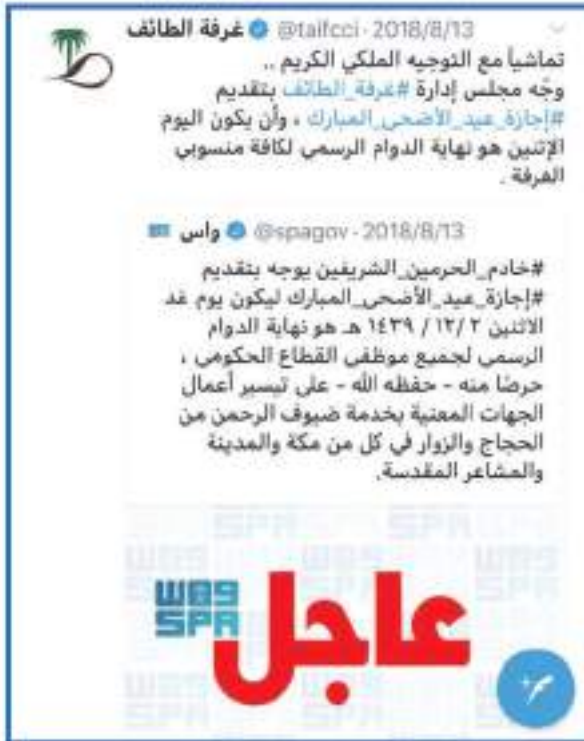 غرفة الطائف @taifcci · 2018/8/13
تماشياً مع التوجيه الملكي الكريم ..
وجّه مجلس إدارة #غرفة_الطائف بتقديم
#إجازة_عيد_الأضحى_المبارك ، وأن يكون اليوم
الإثنين هو نهاية الدوام الرسمي لكافة منسوبي
الغرفة .
واس @spagov · 2018/8/13
#خادم_الحرمين_الشريفين يوجه بتقديم
#إجازة_عيد_الأضحى_المبارك ليكون يوم غد
الاثنين ٢ /١٢ / ١٤٣٩ هـ هو نهاية الدوام
الرسمي لجميع موظفي القطاع الحكومي ،
حرصًا منه - حفظه الله - على تيسير أعمال
الجهات المعنية بخدمة ضيوف الرحمن من
الحجاج والزوار في كل من مكة والمدينة
والمشاعر المقدسة.
عاجل
واس
SPA